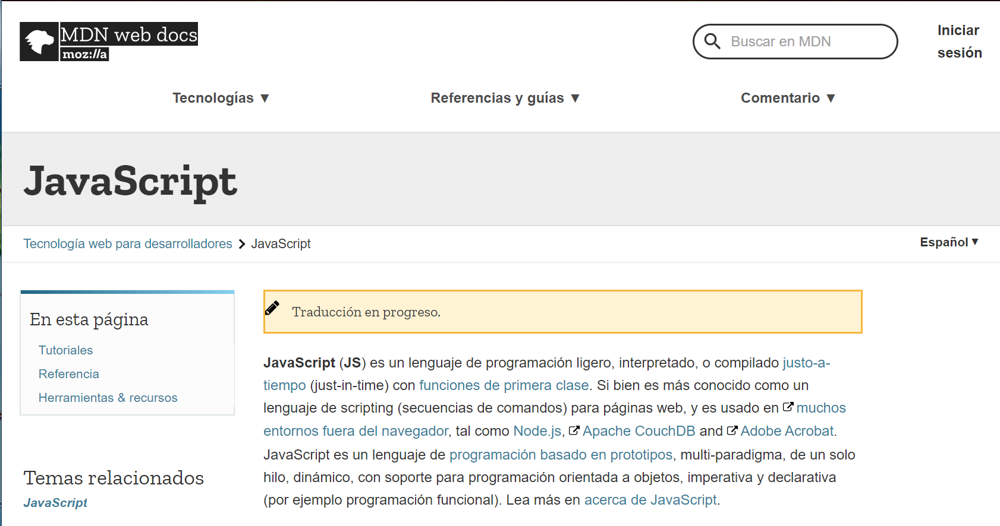 MDN web docs
moz://a
Buscar en MDN
Iniciar
sesión
Tecnologías ▼
Referencias y guías ▼
Comentario ▼
JavaScript
Tecnología web para desarrolladores > JavaScript
Español ▼
En esta página
Tutoriales
Referencia
Herramientas & recursos
Temas relacionados
JavaScript
Traducción en progreso.
JavaScript (JS) es un lenguaje de programación ligero, interpretado, o compilado justo-a-
tiempo (just-in-time) con funciones de primera clase. Si bien es más conocido como un
lenguaje de scripting (secuencias de comandos) para páginas web, y es usado en muchos
entornos fuera del navegador, tal como Node.js, Apache CouchDB and Adobe Acrobat.
JavaScript es un lenguaje de programación basado en prototipos, multi-paradigma, de un solo
hilo, dinámico, con soporte para programación orientada a objetos, imperativa y declarativa
(por ejemplo programación funcional). Lea más en acerca de JavaScript.